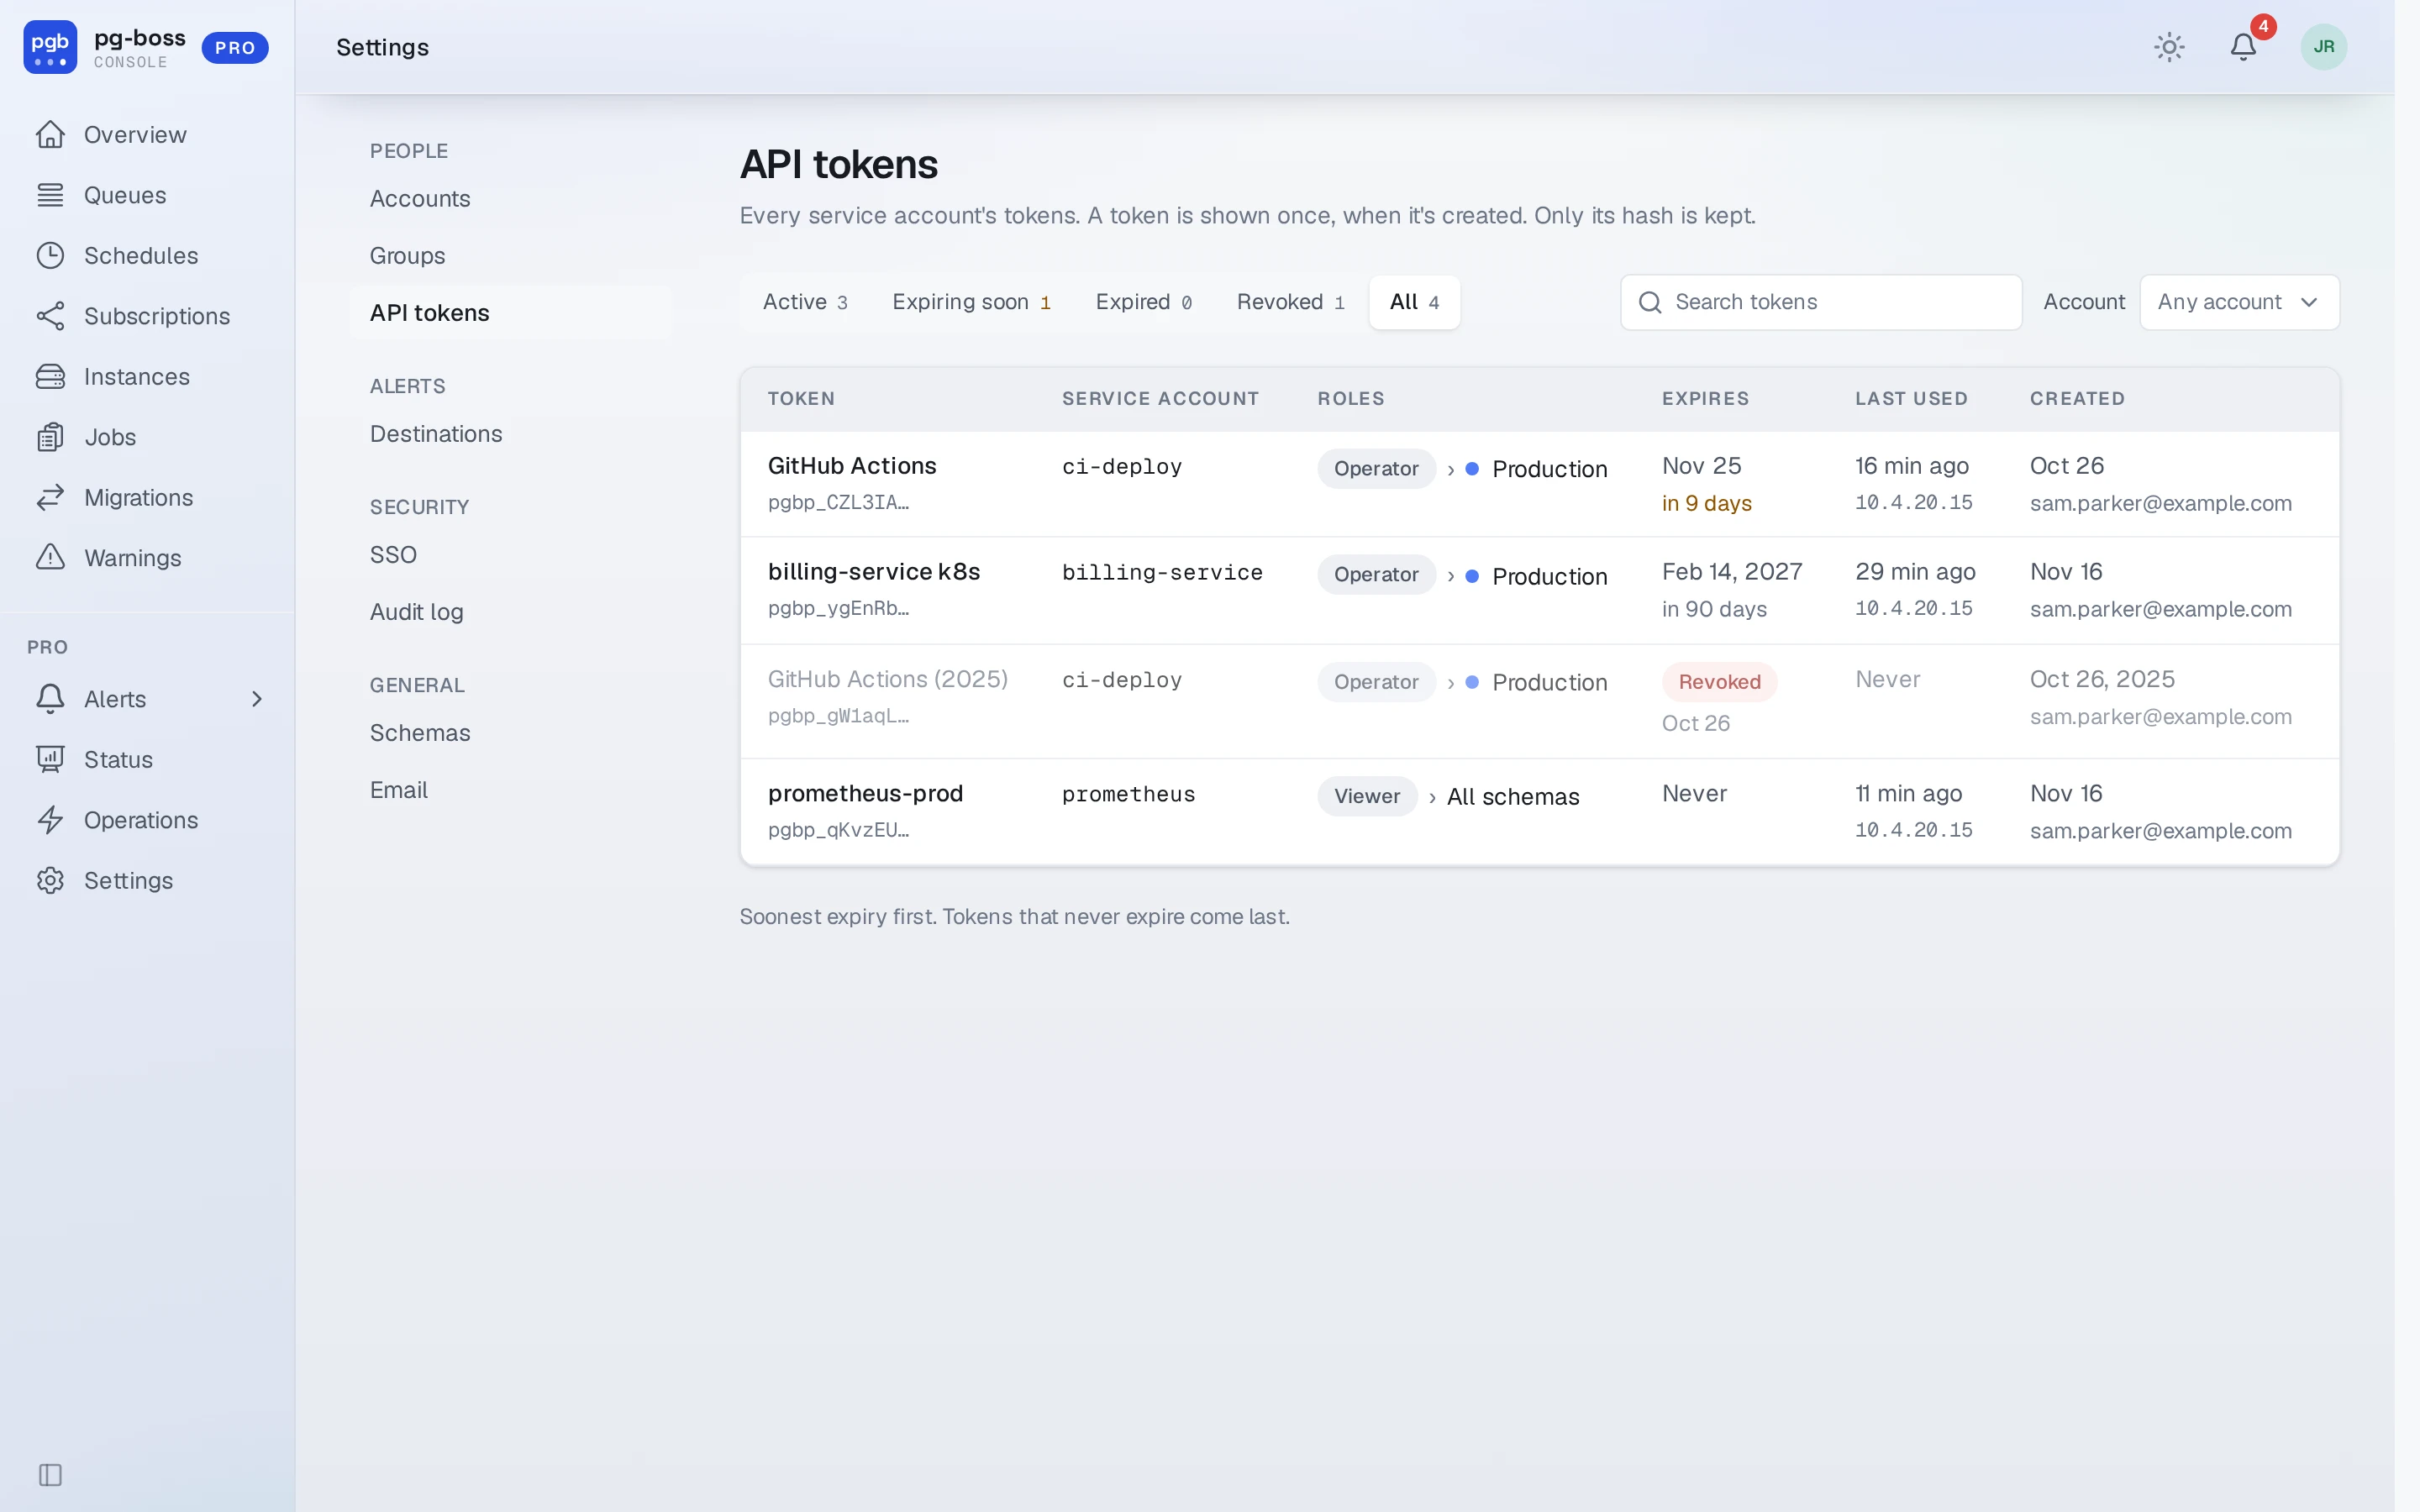 pgb
pg-boss
CONSOLE
PRO
Settings
4
JR
Overview
Queues
Schedules
Subscriptions
Instances
Jobs
Migrations
Warnings
PRO
Alerts
Status
Operations
Settings
PEOPLE
Accounts
Groups
API tokens
ALERTS
Destinations
SECURITY
SSO
Audit log
GENERAL
Schemas
Email
API tokens
Every service account's tokens. A token is shown once, when it's created. Only its hash is kept.
Active 3 Expiring soon 1 Expired 0 Revoked 1 All 4 Search tokens Account Any account
TOKEN SERVICE ACCOUNT ROLES EXPIRES LAST USED CREATED
GitHub Actions ci-deploy Operator › Production Nov 25 16 min ago Oct 26
pgbp_CZL3IA… in 9 days 10.4.20.15 sam.parker@example.com
billing-service k8s billing-service Operator › Production Feb 14, 2027 29 min ago Nov 16
pgbp_ygEnRb… in 90 days 10.4.20.15 sam.parker@example.com
GitHub Actions (2025) ci-deploy Operator › Production Revoked Never Oct 26, 2025
pgbp_gW1aqL… Oct 26 sam.parker@example.com
prometheus-prod prometheus Viewer › All schemas Never 11 min ago Nov 16
pgbp_qKvzEU… 10.4.20.15 sam.parker@example.com
Soonest expiry first. Tokens that never expire come last.